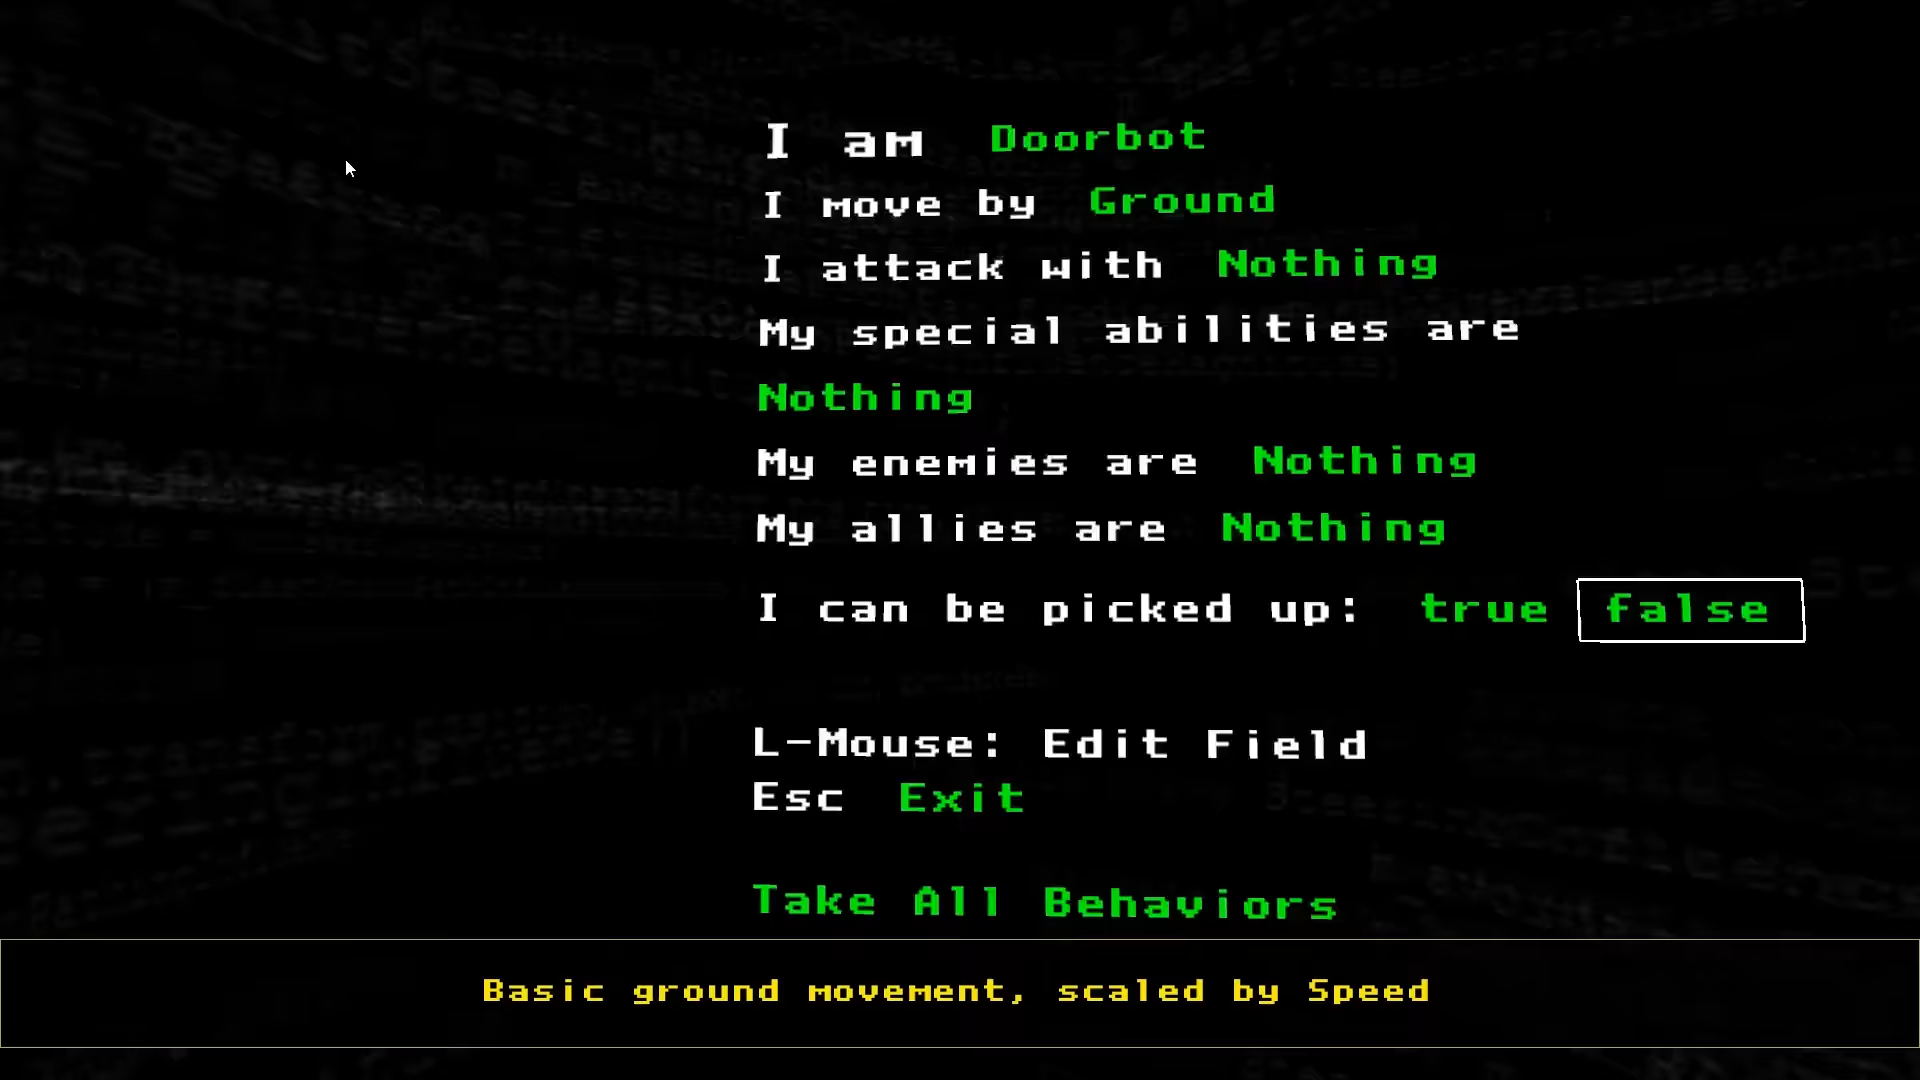 I am Doorbot
I move by Ground
I attack with Nothing
My special abilities are
Nothing
My enemies are Nothing
My allies are Nothing
I can be picked up: true false
L-Mouse: Edit Field
Esc Exit
Take All Behaviors
Basic ground movement, scaled by Speed